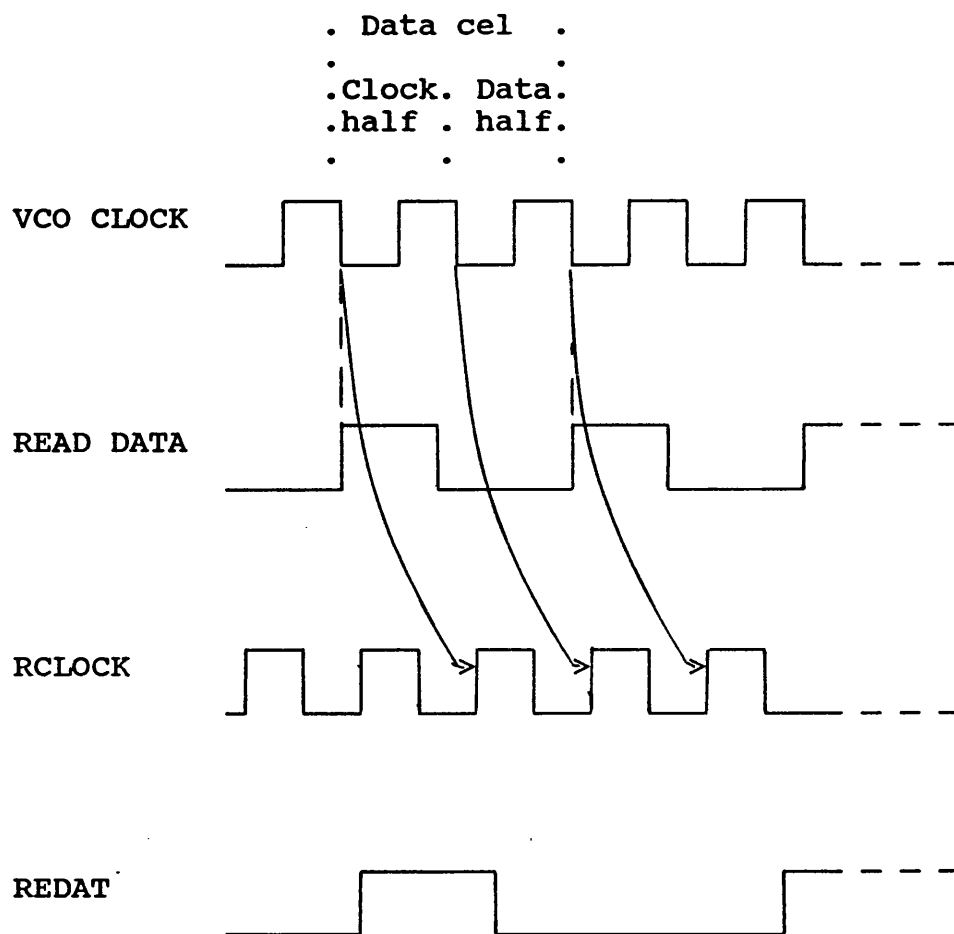 . Data cel .
.Clock. Data.
.half . half.
VCO CLOCK
READ DATA
RCLOCK
REDAT